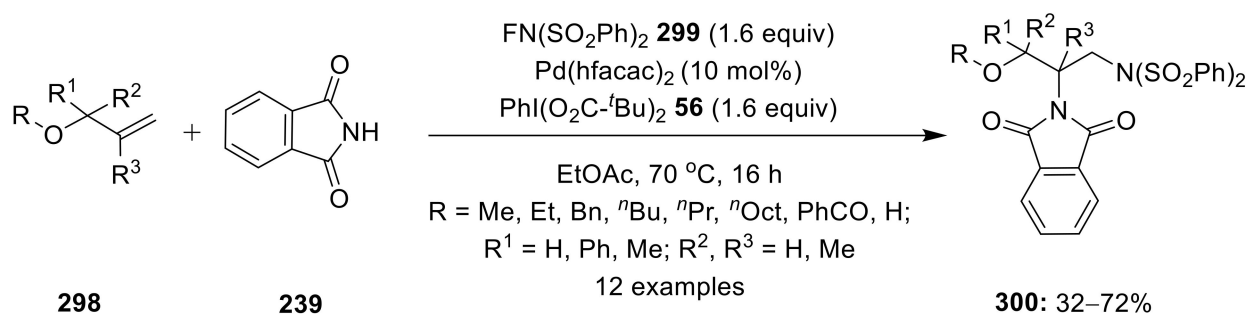 FN(SO2Ph)2 299 (1.6 equiv)
Pd(hfacac)2 (10 mol%)
PhI(O2C-tBu)2 56 (1.6 equiv)
EtOAc, 70 oC, 16 h
R = Me, Et, Bn, nBu, nPr, nOct, PhCO, H;
R1 = H, Ph, Me; R2, R3 = H, Me
12 examples
R1 R2
R O
R3
+
O
NH
O
R1 R2 R3
R O
N(SO2Ph)2
N
O O
298
239
300: 32–72%